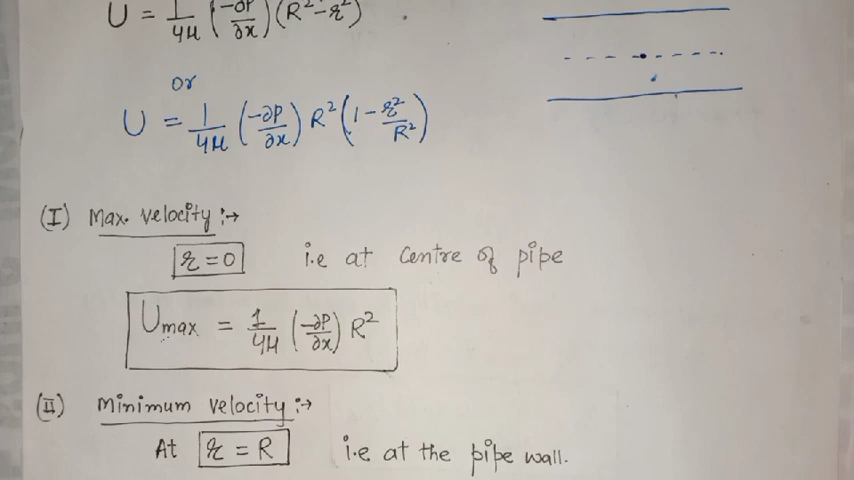 U = 1/4μ (-∂P/∂x) (R² - r²)
or
U = 1/4μ (-∂P/∂x) R² (1 - r²/R²)
(I) Max. velocity :→
r = 0 i.e at centre of pipe
Umax = 1/4μ (-∂P/∂x) R²
(II) Minimum velocity :→
At r = R i.e at the pipe wall.